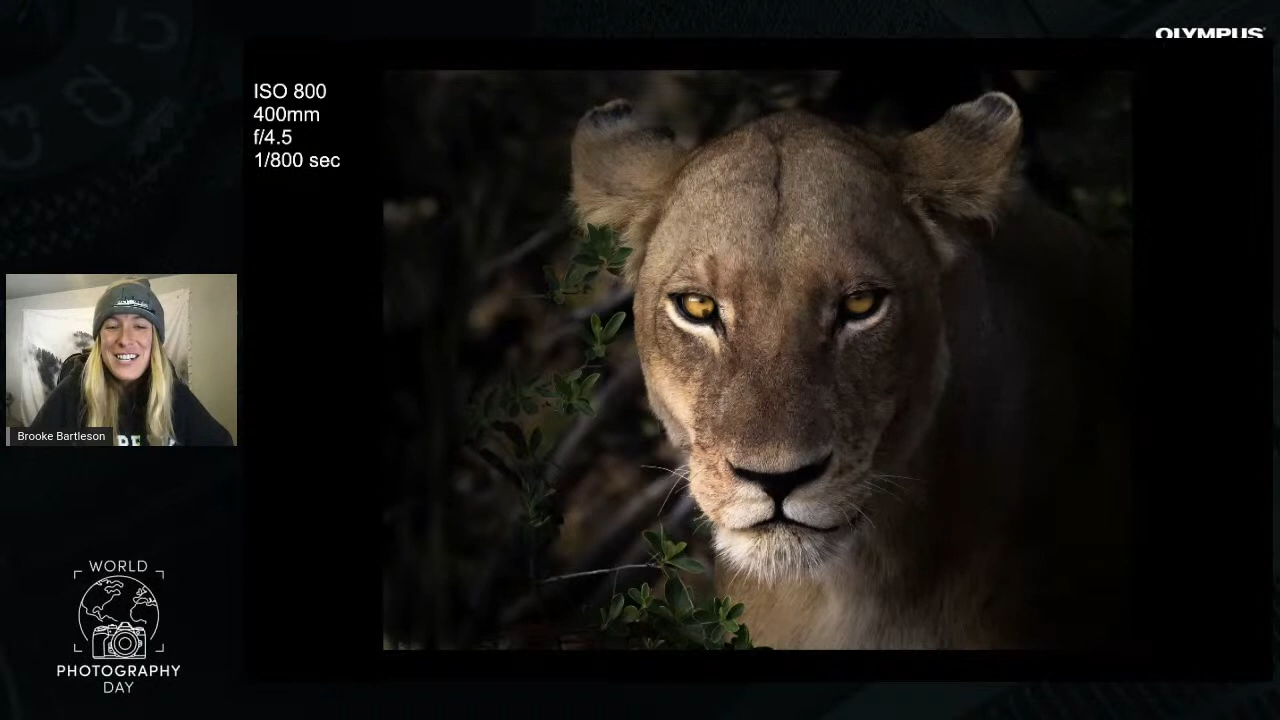 OLYMPUS
ISO 800
400mm
f/4.5
1/800 sec
Brooke Bartleson
WORLD
PHOTOGRAPHY
DAY